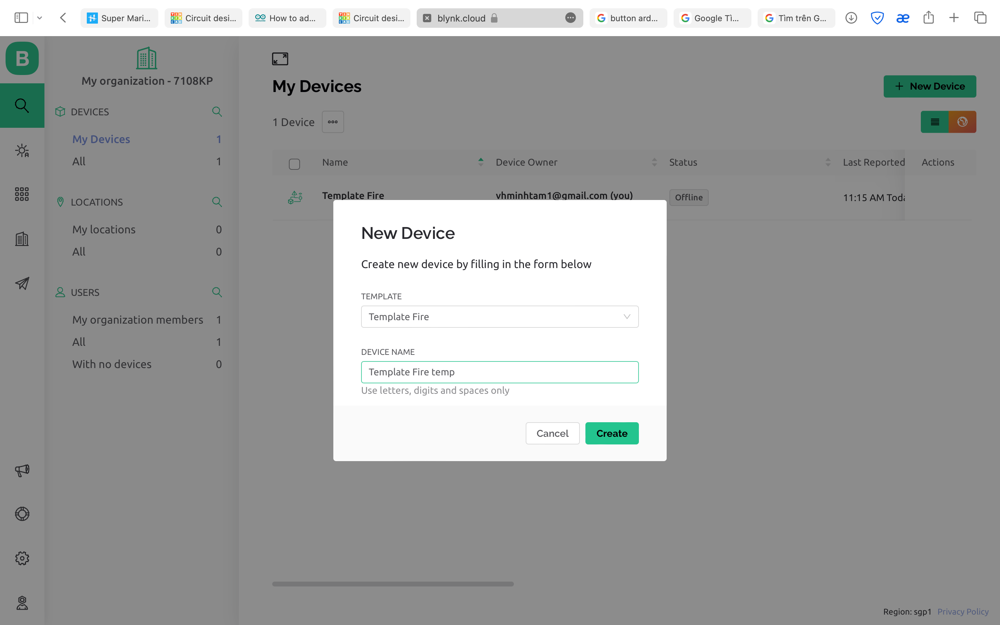 Super Mari...
Circuit desi...
How to ad...
Circuit desi...
blynk.cloud
button ard...
Google Tì...
Tìm trên G...
B
My organization - 7108KP
DEVICES
My Devices 1
All 1
LOCATIONS
My locations 0
All 0
USERS
My organization members 1
All 1
With no devices 0
My Devices
New Device
1 Device
Name Device Owner Status Last Reported Actions
Template Fire vhminhtam1@gmail.com (you) Offline 11:15 AM Toda
New Device
Create new device by filling in the form below
TEMPLATE
Template Fire
DEVICE NAME
Template Fire temp
Use letters, digits and spaces only
Cancel Create
Region: sgp1 Privacy Policy